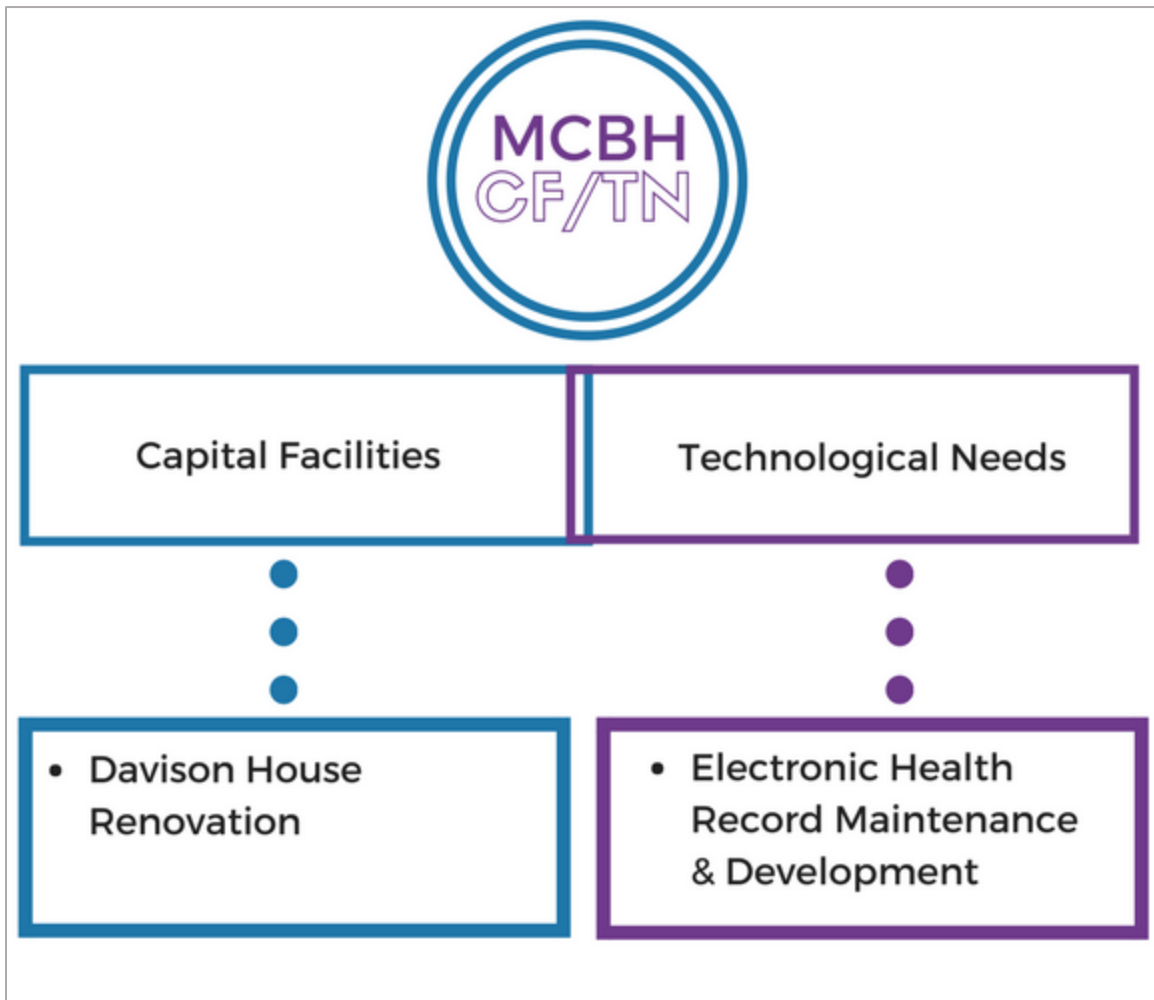 MCBH
CF/TN
Capital Facilities
Technological Needs
• Davison House
Renovation
• Electronic Health
Record Maintenance
& Development